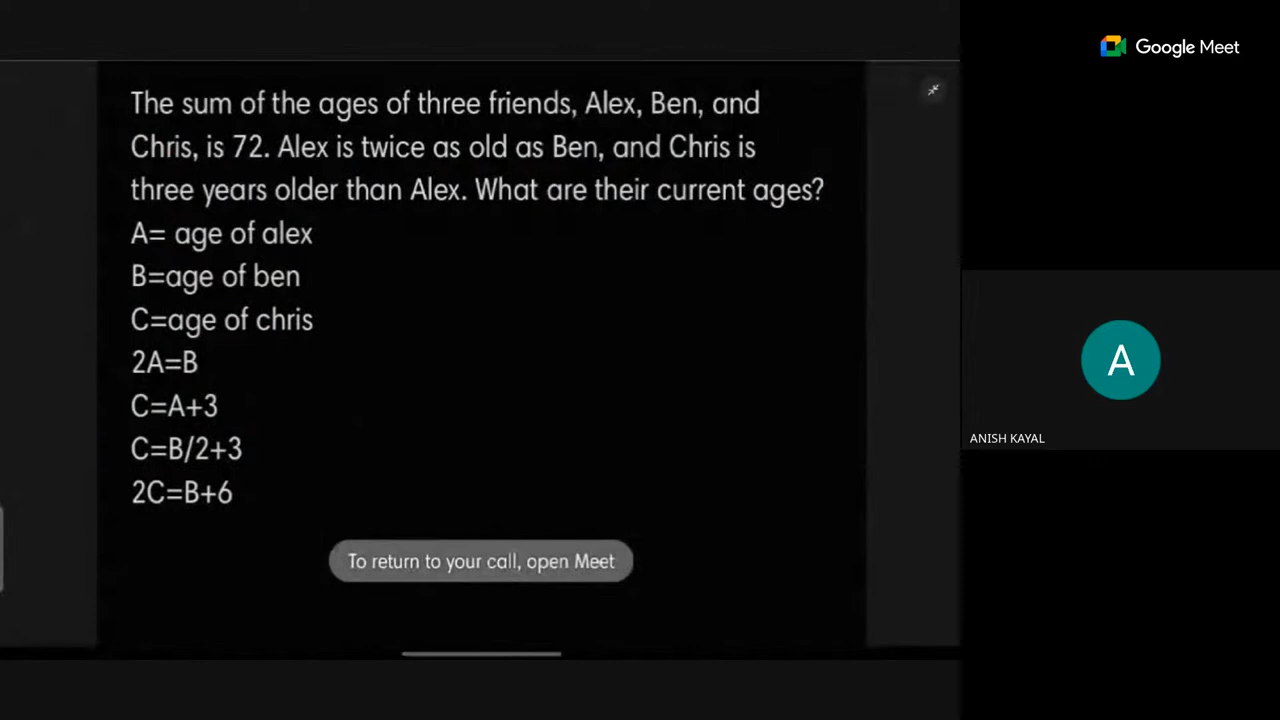 Google Meet
The sum of the ages of three friends, Alex, Ben, and
Chris, is 72. Alex is twice as old as Ben, and Chris is
three years older than Alex. What are their current ages?
A= age of alex
B=age of ben
C=age of chris
2A=B
C=A+3
C=B/2+3
2C=B+6
To return to your call, open Meet
A
ANISH KAYAL